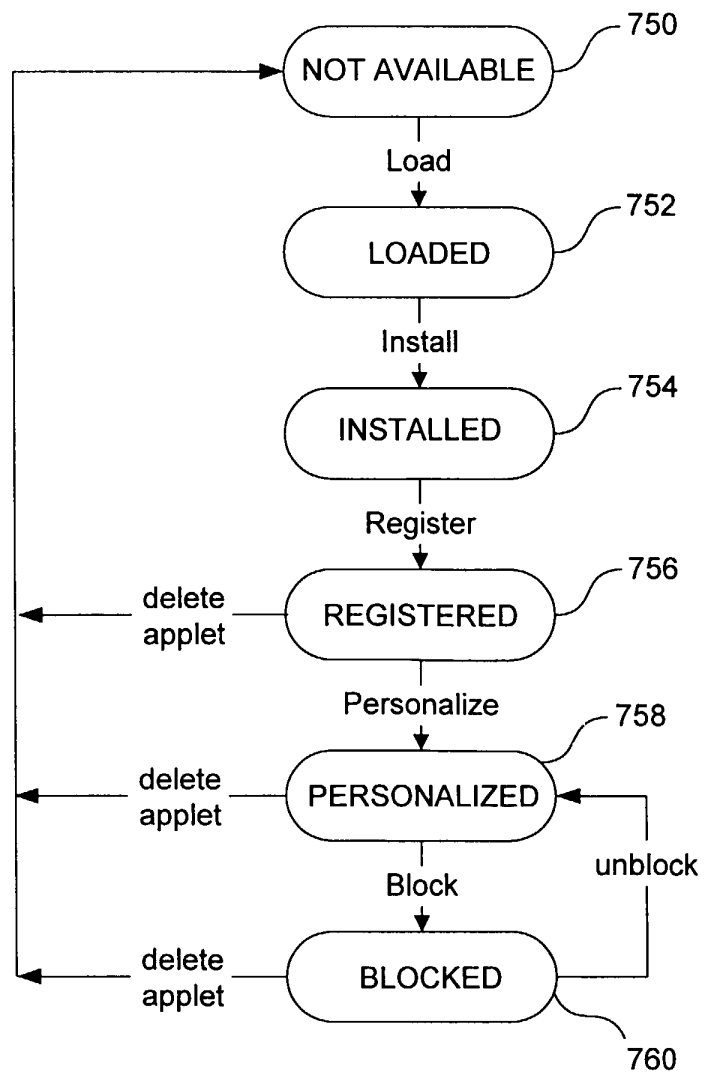 750
NOT AVAILABLE
Load
752
LOADED
Install
754
INSTALLED
Register
756
delete
applet
REGISTERED
Personalize
758
delete
applet
PERSONALIZED
unblock
Block
delete
applet
BLOCKED
760